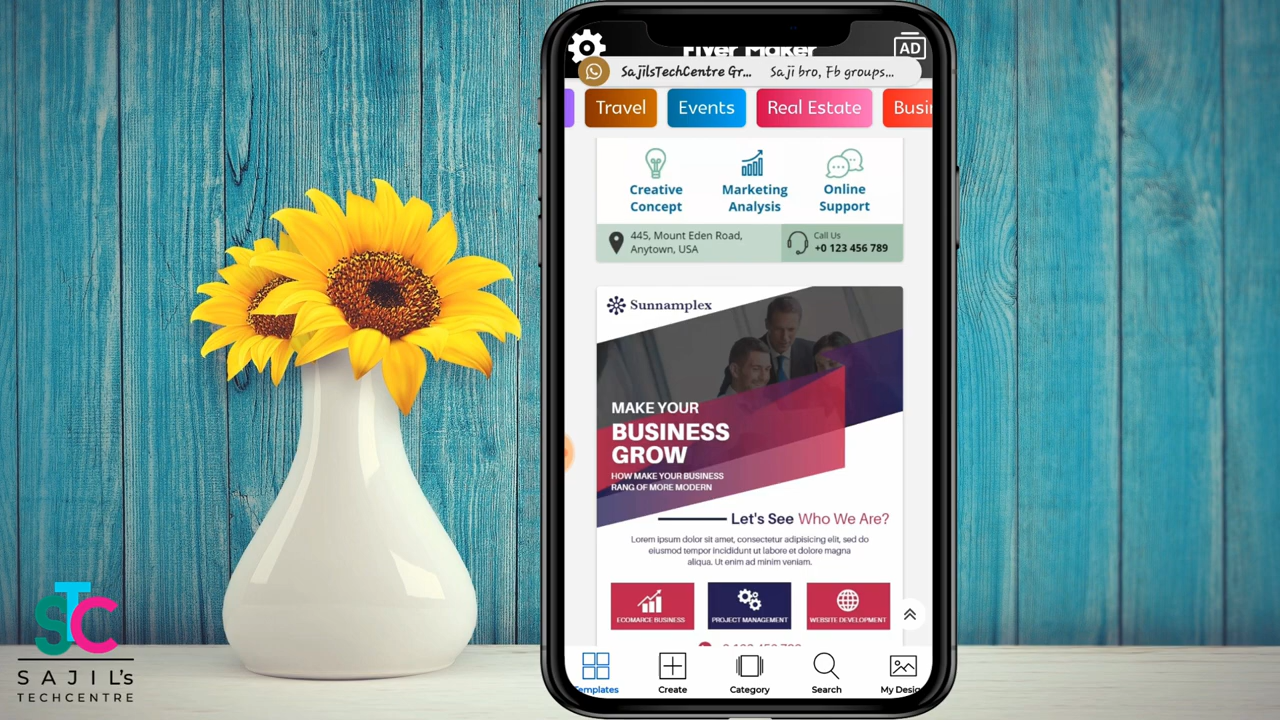 Flyer Maker
AD
SajilsTechCentre Gr... Saji bro, Fb groups...
Travel
Events
Real Estate
Busi
Creative
Concept
Marketing
Analysis
Online
Support
445, Mount Eden Road,
Anytown, USA
Call Us
+0 123 456 789
Sunnamplex
MAKE YOUR
BUSINESS
GROW
HOW MAKE YOUR BUSINESS
RANG OF MORE MODERN
Let's See Who We Are?
Lorem ipsum dolor sit amet, consectetur adipisicing elit, sed do
eiusmod tempor incididunt ut labore et dolore magna
aliqua. Ut enim ad minim veniam.
ECOMARCE BUSINESS
PROJECT MANAGEMENT
WEBSITE DEVELOPMENT
Templates
Create
Category
Search
My Desig
STC
SAJIL's
TECHCENTRE